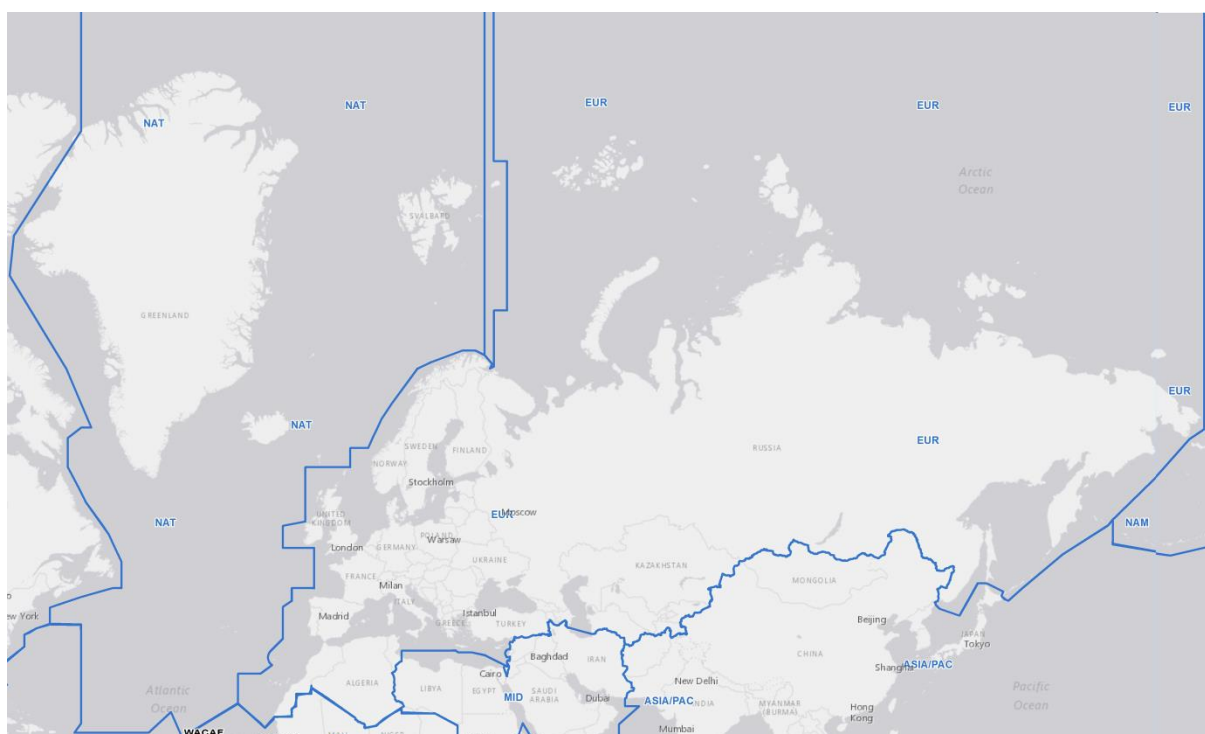 NAT
NAT
EUR
EUR
EUR
Arctic
Ocean
SVALBARD
GREENLAND
EUR
NAT
EUR
RUSSIA
SWEDEN
FINLAND
NORWAY
Stockholm
NAT
UNITED
KINGDOM
EUR
Moscow
NAM
London
GERMANY
POLAND
Warsaw
UKRAINE
KAZAKHSTAN
MONGOLIA
FRANCE
Milan
ITALY
Madrid
Istanbul
GREECE
TURKEY
Beijing
ew York
JAPAN
Tokyo
Baghdad
IRAN
CHINA
Shanghai
ASIA/PAC
Cairo
ALGERIA
LIBYA
EGYPT
MID
SAUDI
ARABIA
Dubai
New Delhi
ASIA/PAC
INDIA
MYANMAR
(BURMA)
Hong
Kong
Atlantic
Ocean
Pacific
Ocean
WACAF
Mumbai